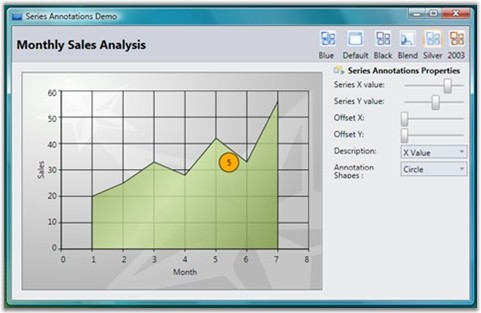 Series Annotations Demo
Monthly Sales Analysis
Blue Default Black Blend Silver 2003
Series Annotations Properties
Series X value:
Series Y value:
Offset X:
Offset Y:
Description: X Value
Annotation Shapes : Circle
60
50
40
30
20
10
0
Sales
5
0 1 2 3 4 5 6 7 8
Month